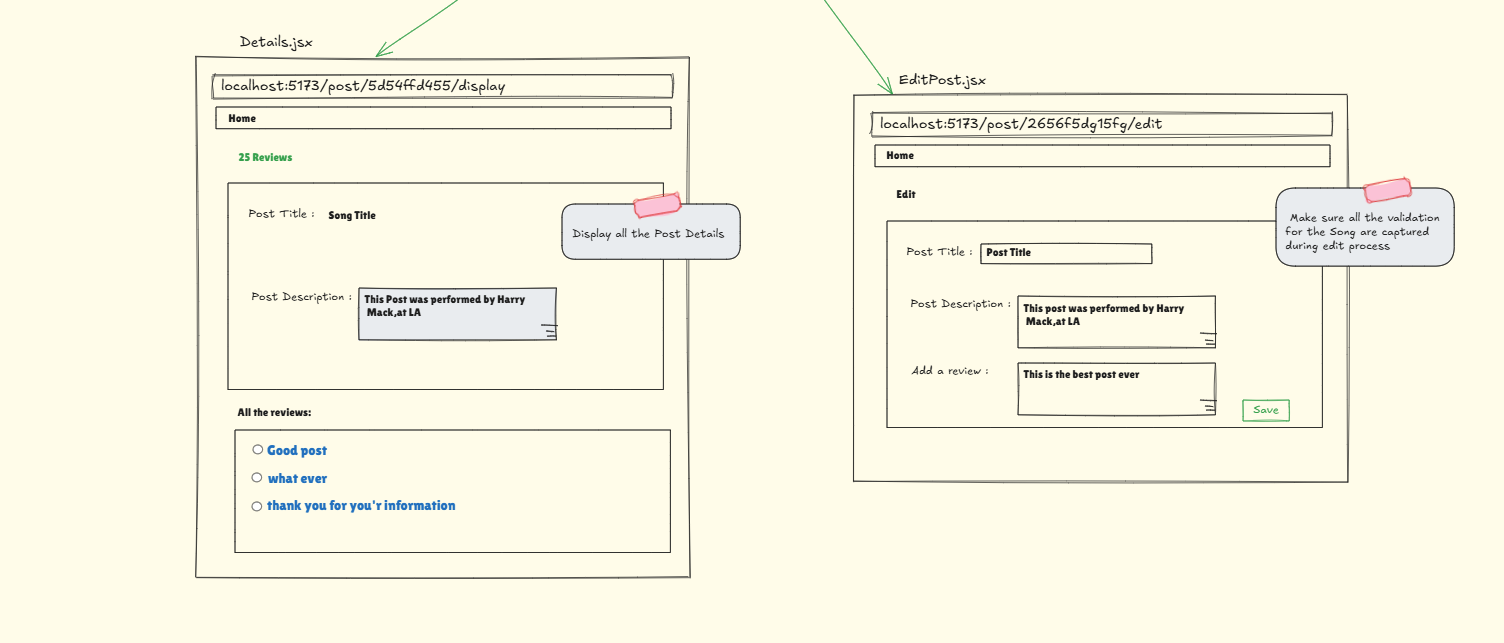 Details.jsx
localhost:5173/post/5d54ffd455/display
Home
25 Reviews
Post Title : Song Title
Display all the Post Details
Post Description : This Post was performed by Harry
Mack,at LA
All the reviews:
Good post
what ever
thank you for you'r information
EditPost.jsx
localhost:5173/post/2656f5dg15fg/edit
Home
Edit
Make sure all the validation
for the Song are captured
during edit process
Post Title : Post Title
Post Description : This post was performed by Harry
Mack,at LA
Add a review : This is the best post ever
Save